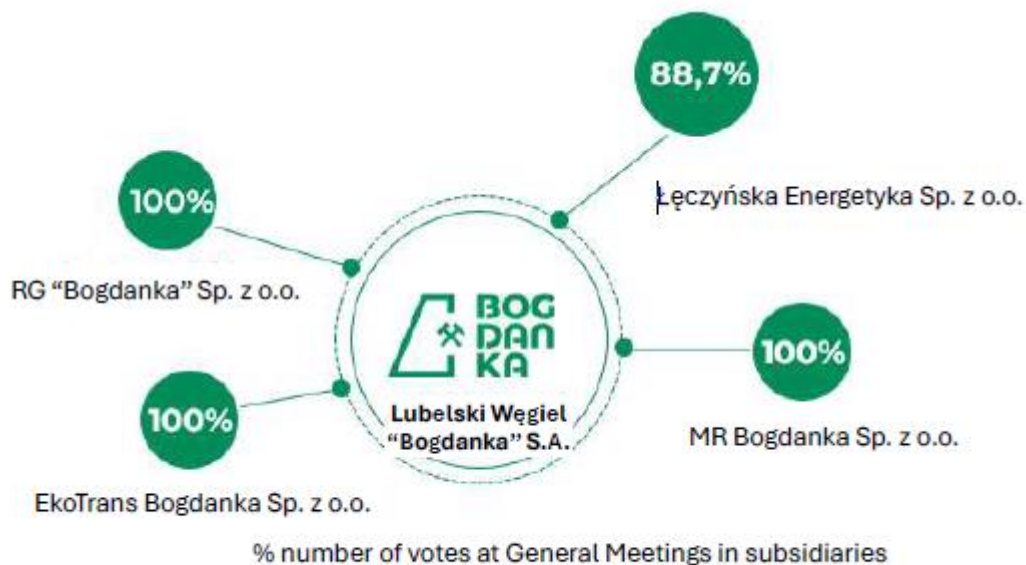 88,7%
Łęczyńska Energetyka Sp. z o.o.
100%
RG “Bogdanka” Sp. z o.o.
BOG
DAN
KA
Lubelski Węgiel
“Bogdanka” S.A.
100%
MR Bogdanka Sp. z o.o.
100%
EkoTrans Bogdanka Sp. z o.o.
% number of votes at General Meetings in subsidiaries